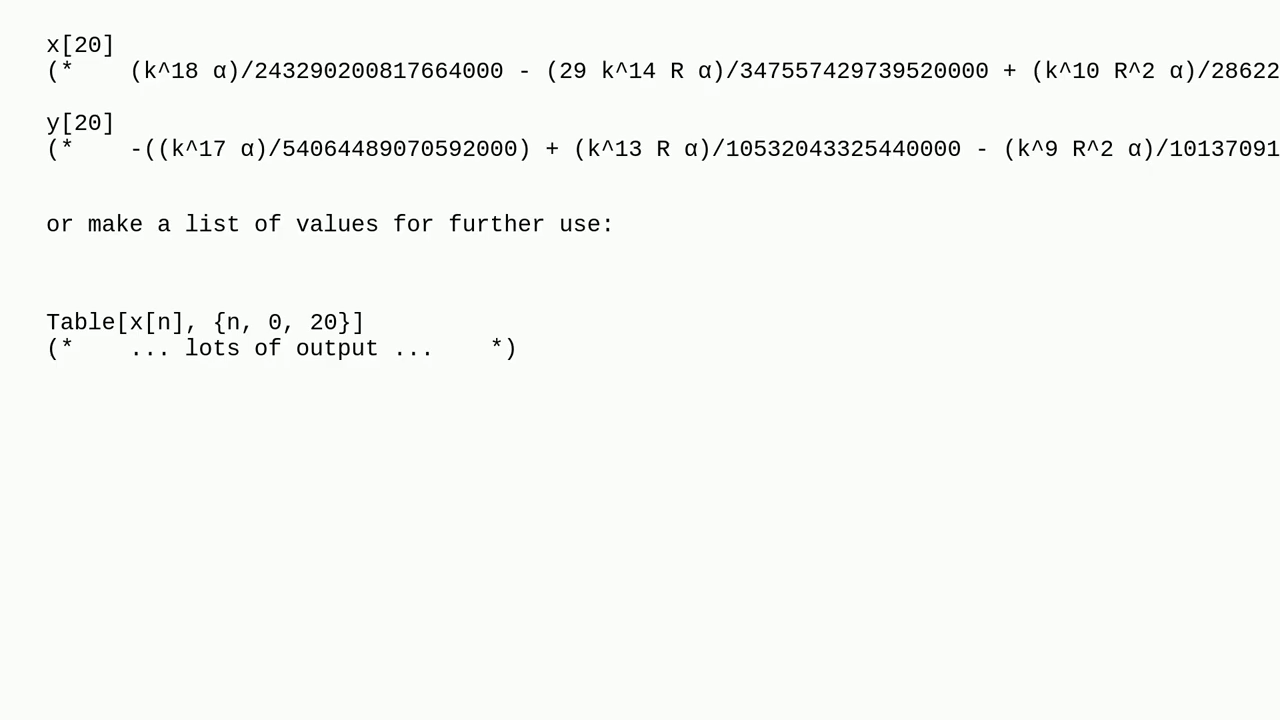 x[20]
(*    (k^18 α)/243290200817664000 - (29 k^14 R α)/347557429739520000 + (k^10 R^2 α)/28622
y[20]
(*    -((k^17 α)/54064489070592000) + (k^13 R α)/10532043325440000 - (k^9 R^2 α)/10137091
or make a list of values for further use:
Table[x[n], {n, 0, 20}]
(*    ... lots of output ...    *)